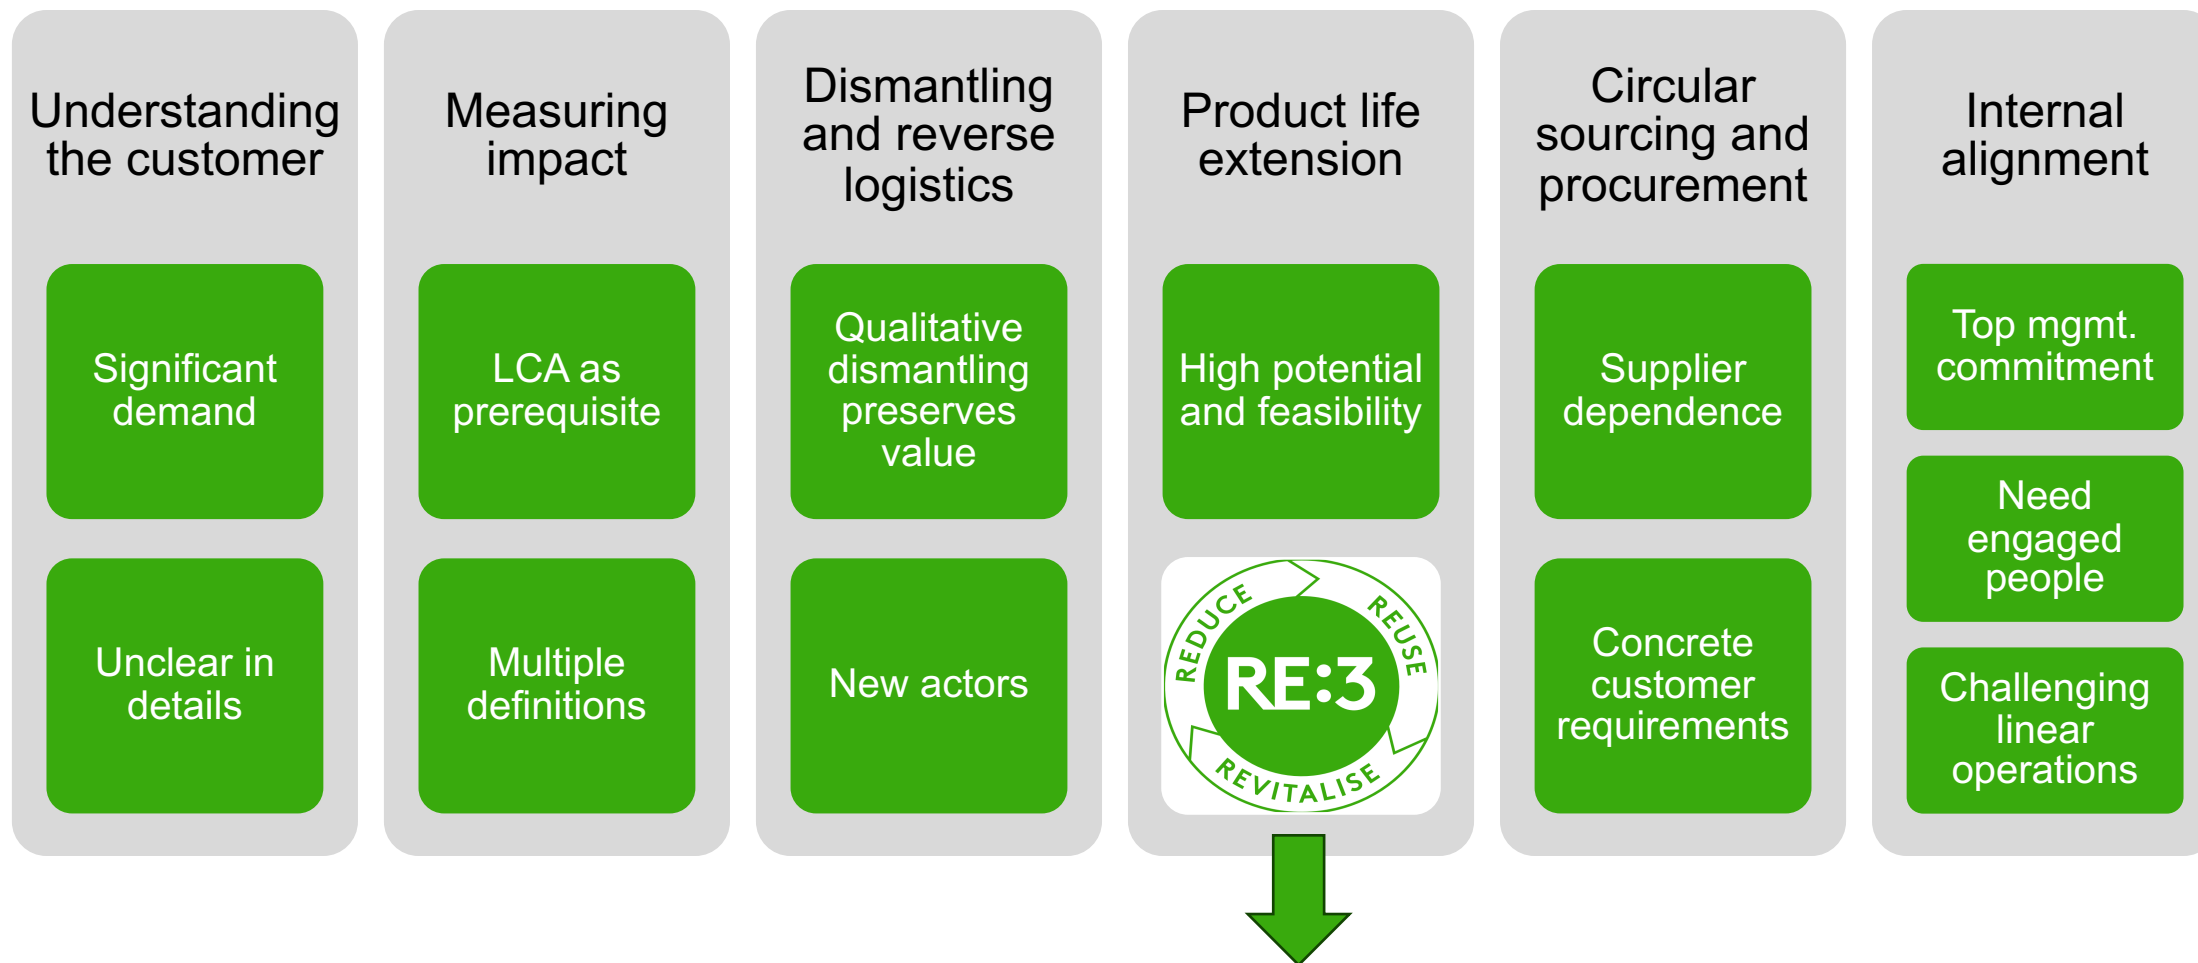 Understanding
the customer
Significant
demand
Unclear in
details
Measuring
impact
LCA as
prerequisite
Multiple
definitions
Dismantling
and reverse
logistics
Qualitative
dismantling
preserves
value
New actors
Product life
extension
High potential
and feasibility
REDUCE
REUSE
RE:3
REVITALISE
Circular
sourcing and
procurement
Supplier
dependence
Concrete
customer
requirements
Internal
alignment
Top mgmt.
commitment
Need
engaged
people
Challenging
linear
operations